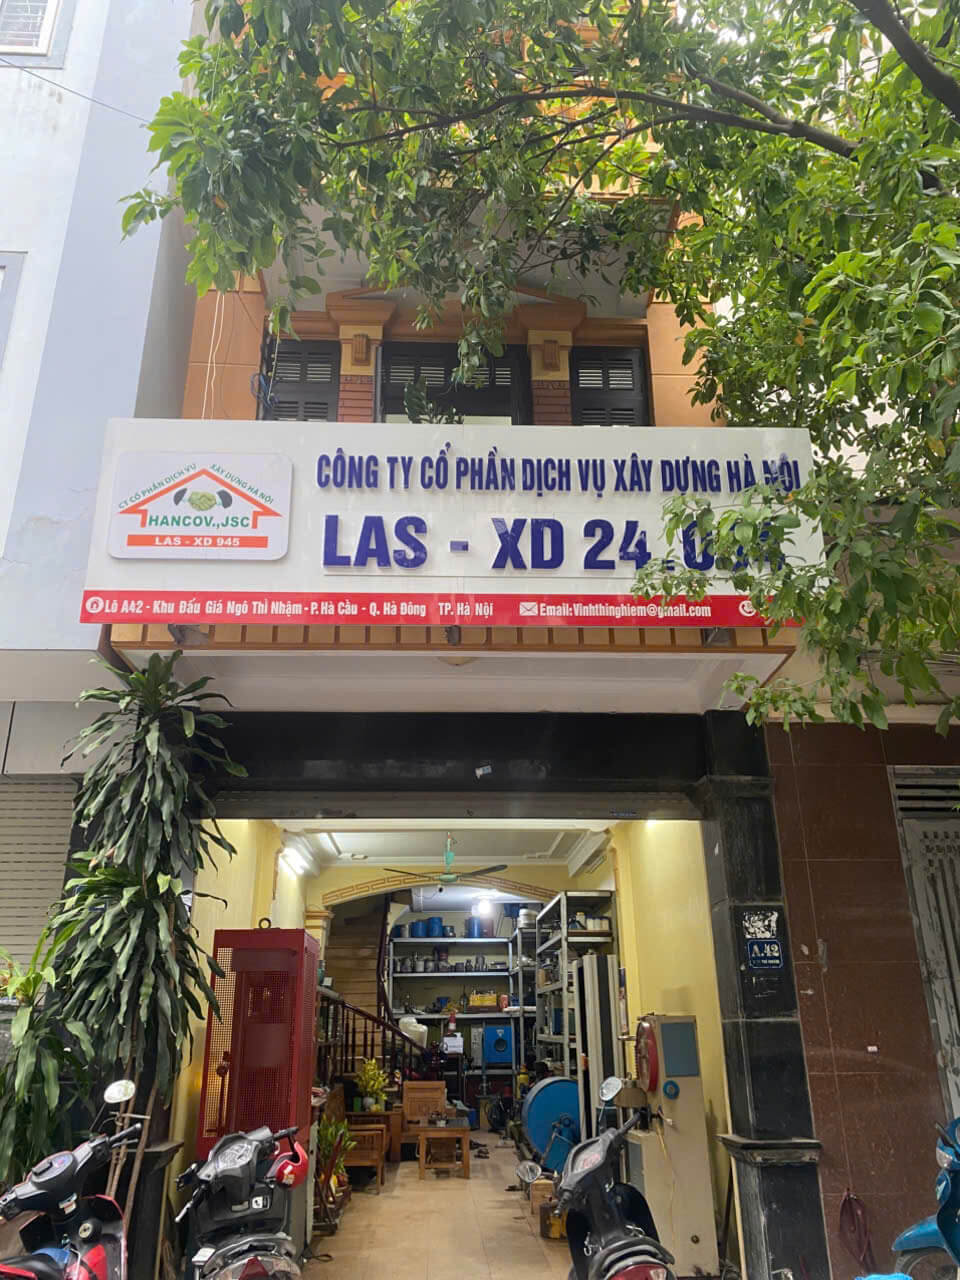 CTY CỔ PHẦN DỊCH VỤ XÂY DỰNG HÀ NỘI
HANCOV.,JSC
LAS - XD 945
CÔNG TY CỔ PHẦN DỊCH VỤ XÂY DỰNG HÀ NỘI
LAS - XD 24
Lô A42 - Khu Đấu Giá Ngô Thì Nhậm - P. Hà Cầu - Q. Hà Đông TP. Hà Nội Email: Vinhthinghiem@gmail.com
A.42